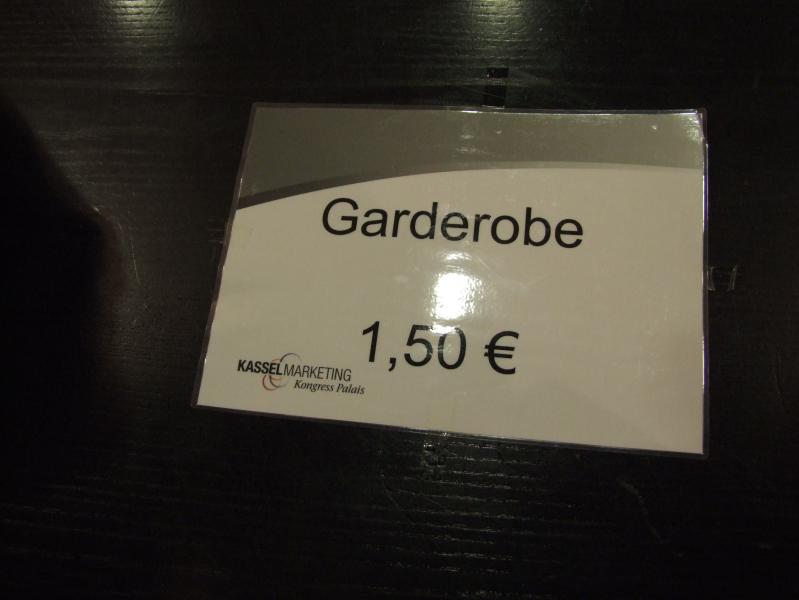 Garderobe
1,50 €
KASSELMARKETING
Kongress Palais